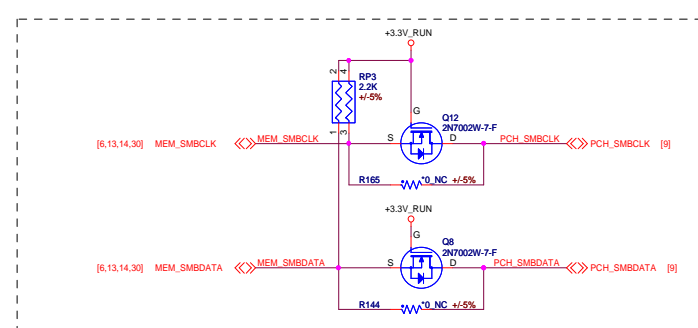 +3.3V_RUN
2 4
RP3
2.2K
+/-5%
1 3
G
Q12
2N7002W-7-F
[6,13,14,30] MEM_SMBCLK MEM_SMBCLK S D PCH_SMBCLK PCH_SMBCLK [9]
R165 *0_NC +/-5%
+3.3V_RUN
G
Q8
2N7002W-7-F
[6,13,14,30] MEM_SMBDATA MEM_SMBDATA S D PCH_SMBDATA PCH_SMBDATA [9]
R144 *0_NC +/-5%